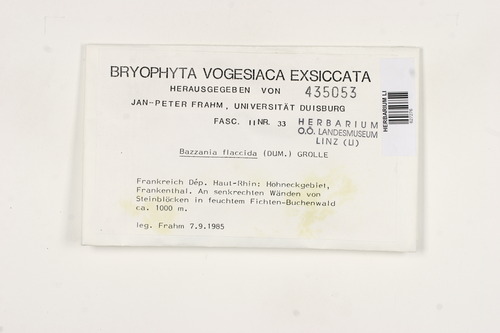 BRYOPHYTA VOGESIACA EXSICCATA
HERAUSGEGEBEN VON 435053
JAN-PETER FRAHM, UNIVERSITÄT DUISBURG
FASC. II NR. 33
HERBARIUM
O.Ö. LANDESMUSEUM
LINZ (LI)
Bazzania flaccida (DUM.) GROLLE
Frankreich Dép. Haut-Rhin: Hohneckgebiet,
Frankenthal. An senkrechten Wänden von
Steinblöcken in feuchtem Fichten-Buchenwald
ca. 1000 m.
leg. Frahm 7.9.1985
HERBARIUM LI